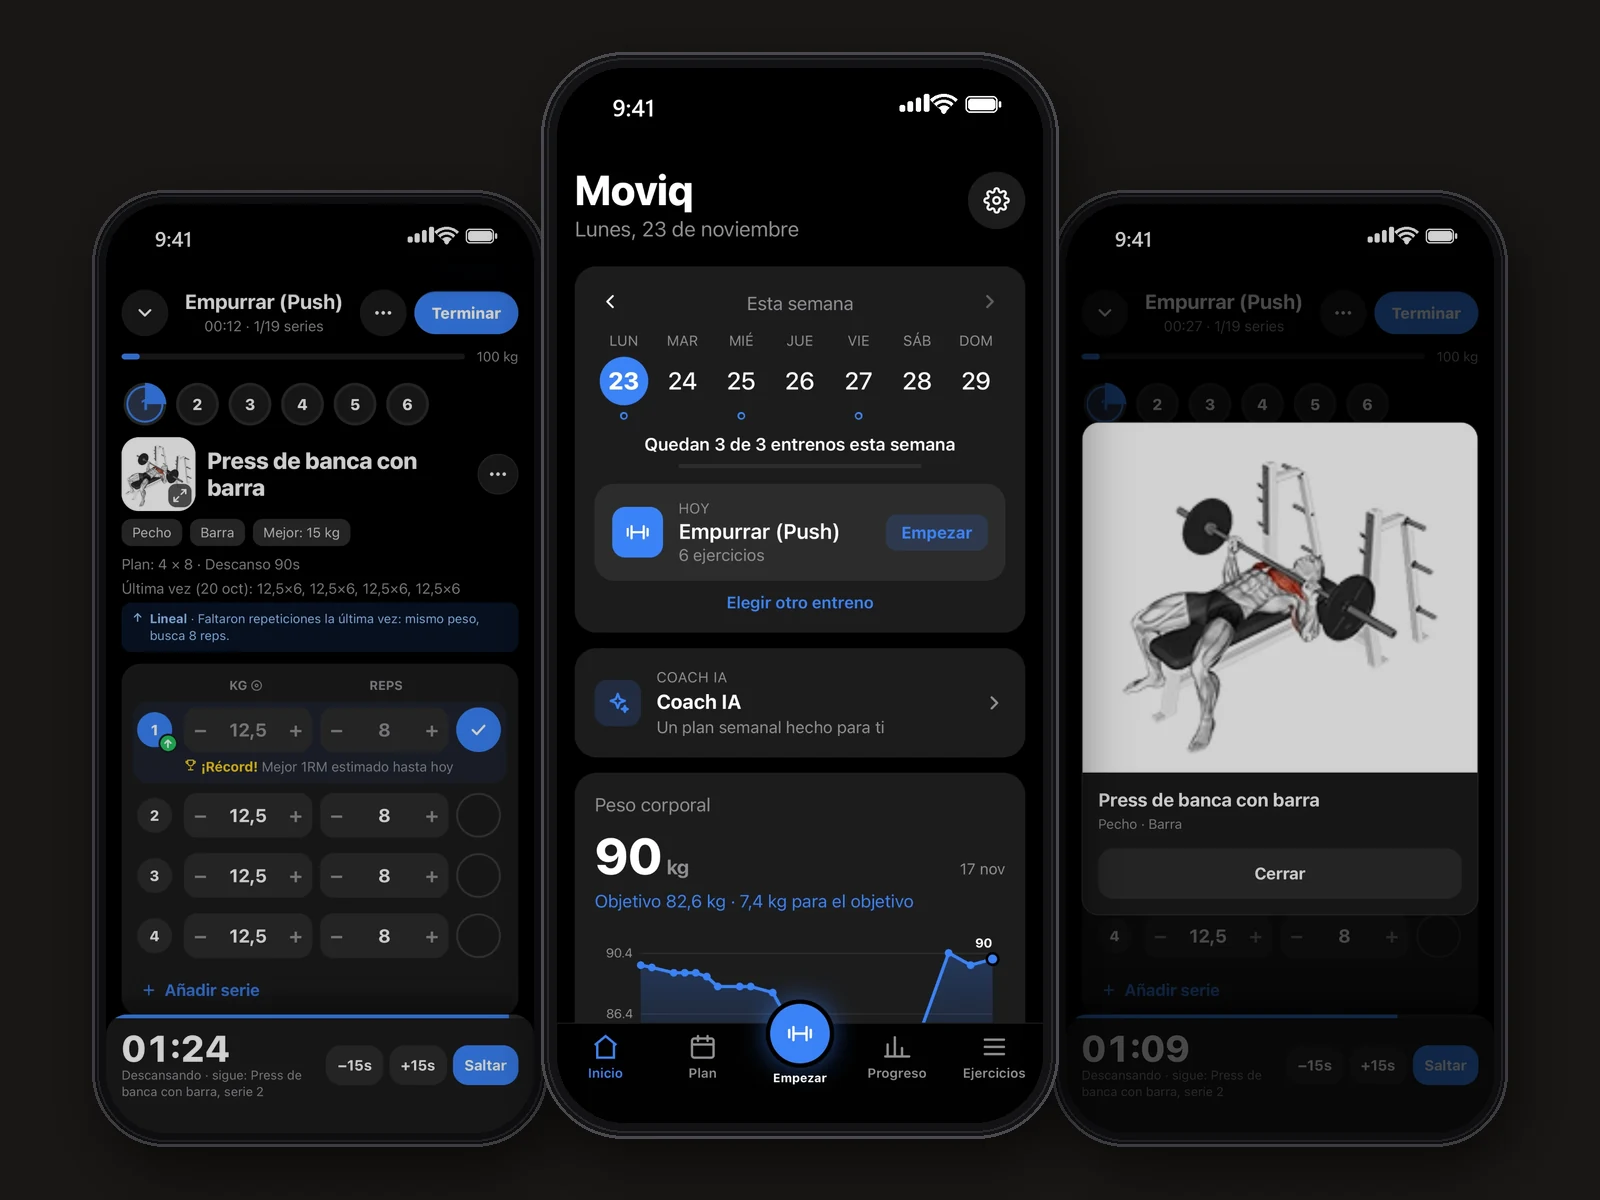 9:41
Empurrar (Push)
00:12 · 1/19 series
Terminar
100 kg
1
2
3
4
5
6
Press de banca con
barra
Pecho
Barra
Mejor: 15 kg
Plan: 4 × 8 · Descanso 90s
Última vez (20 oct): 12,5×6, 12,5×6, 12,5×6, 12,5×6
Lineal · Faltaron repeticiones la última vez: mismo peso,
busca 8 reps.
KG
REPS
1
− 12,5 +
− 8 +
¡Récord! Mejor 1RM estimado hasta hoy
2
− 12,5 +
− 8 +
3
− 12,5 +
− 8 +
4
− 12,5 +
− 8 +
+ Añadir serie
01:24
Descansando · sigue: Press de
banca con barra, serie 2
−15s
+15s
Saltar
9:41
Moviq
Lunes, 23 de noviembre
Esta semana
LUN MAR MIÉ JUE VIE SÁB DOM
23 24 25 26 27 28 29
Quedan 3 de 3 entrenos esta semana
HOY
Empurrar (Push)
6 ejercicios
Empezar
Elegir otro entreno
COACH IA
Coach IA
Un plan semanal hecho para ti
Peso corporal
90 kg
17 nov
Objetivo 82,6 kg · 7,4 kg para el objetivo
90
90.4
86.4
Inicio
Plan
Empezar
Progreso
Ejercicios
9:41
Empurrar (Push)
00:27 · 1/19 series
Terminar
100 kg
2
3
4
5
6
Press de banca con barra
Pecho · Barra
Cerrar
4
− 12,5 +
− 8 +
+ Añadir serie
01:09
Descansando · sigue: Press de
banca con barra, serie 2
−15s
+15s
Saltar